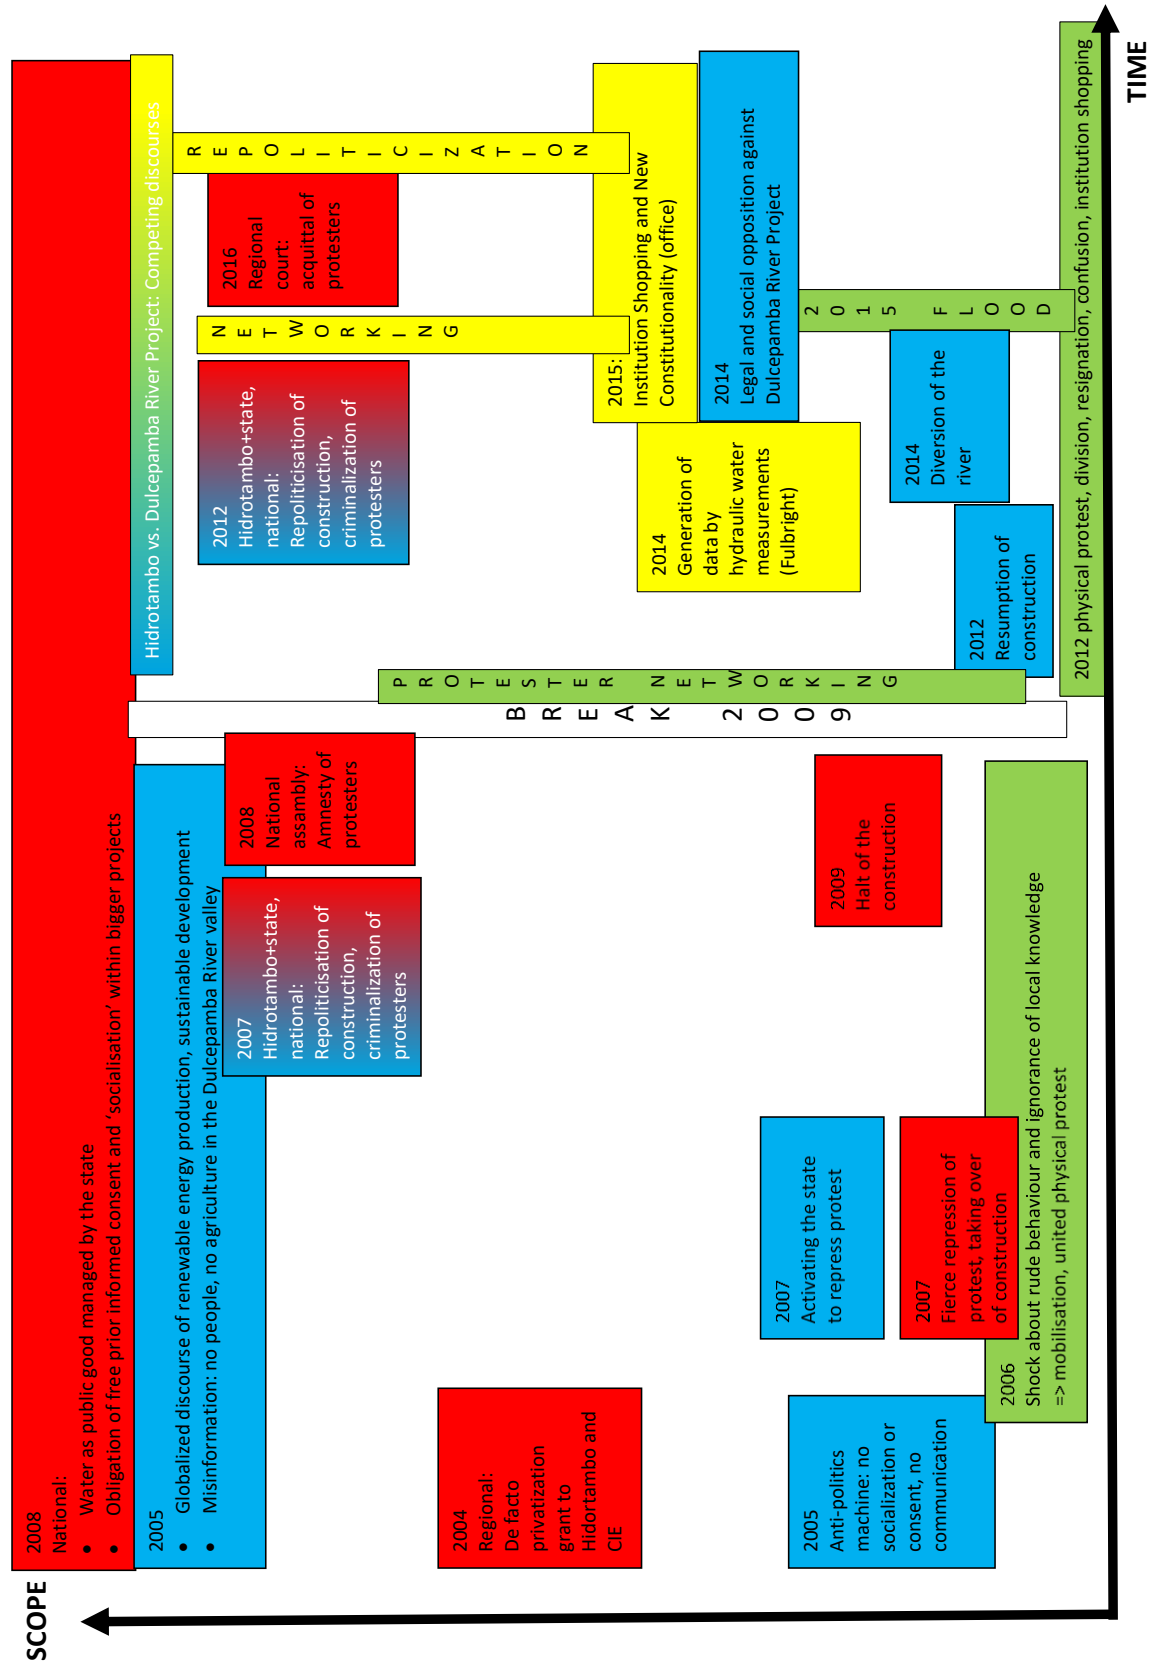 SCOPE
2008
National:
• Water as public good managed by the state
• Obligation of free prior informed consent and ‘socialisation’ within bigger projects
2005
• Globalized discourse of renewable energy production, sustainable development
• Misinformation: no people, no agriculture in the Dulcepamba River valley
Hidrotambo vs. Dulcepamba River Project: Competing discourses
2007
Hidrotambo+state,
national:
Repoliticisation of
construction,
criminalization of
protesters
2008
National
assembly:
Amnesty of
protesters
2012
Hidrotambo+state,
national:
Repoliticisation of
construction,
criminalization of
protesters
NETWORKING
2016
Regional
court:
acquittal of
protesters
REPOLITICIZATION
2004
Regional:
De facto
privatization
grant to
Hidortambo and
CIE
PROTESTER NETWORKING
BREAK 2009
2015:
Institution Shopping and New
Constitutionality (office)
2014
Generation of
data by
hydraulic water
measurements
(Fulbright)
2014
Legal and social opposition against
Dulcepamba River Project
2005
Anti-politics
machine: no
socialization or
consent, no
communication
2007
Activating the state
to repress protest
2007
Fierce repression of
protest, taking over
of construction
2009
Halt of the
construction
2014
Diversion of the
river
2015 FLOOD
2012
Resumption of
construction
2006
Shock about rude behaviour and ignorance of local knowledge
=> mobilisation, united physical protest
2012 physical protest, division, resignation, confusion, institution shopping
TIME